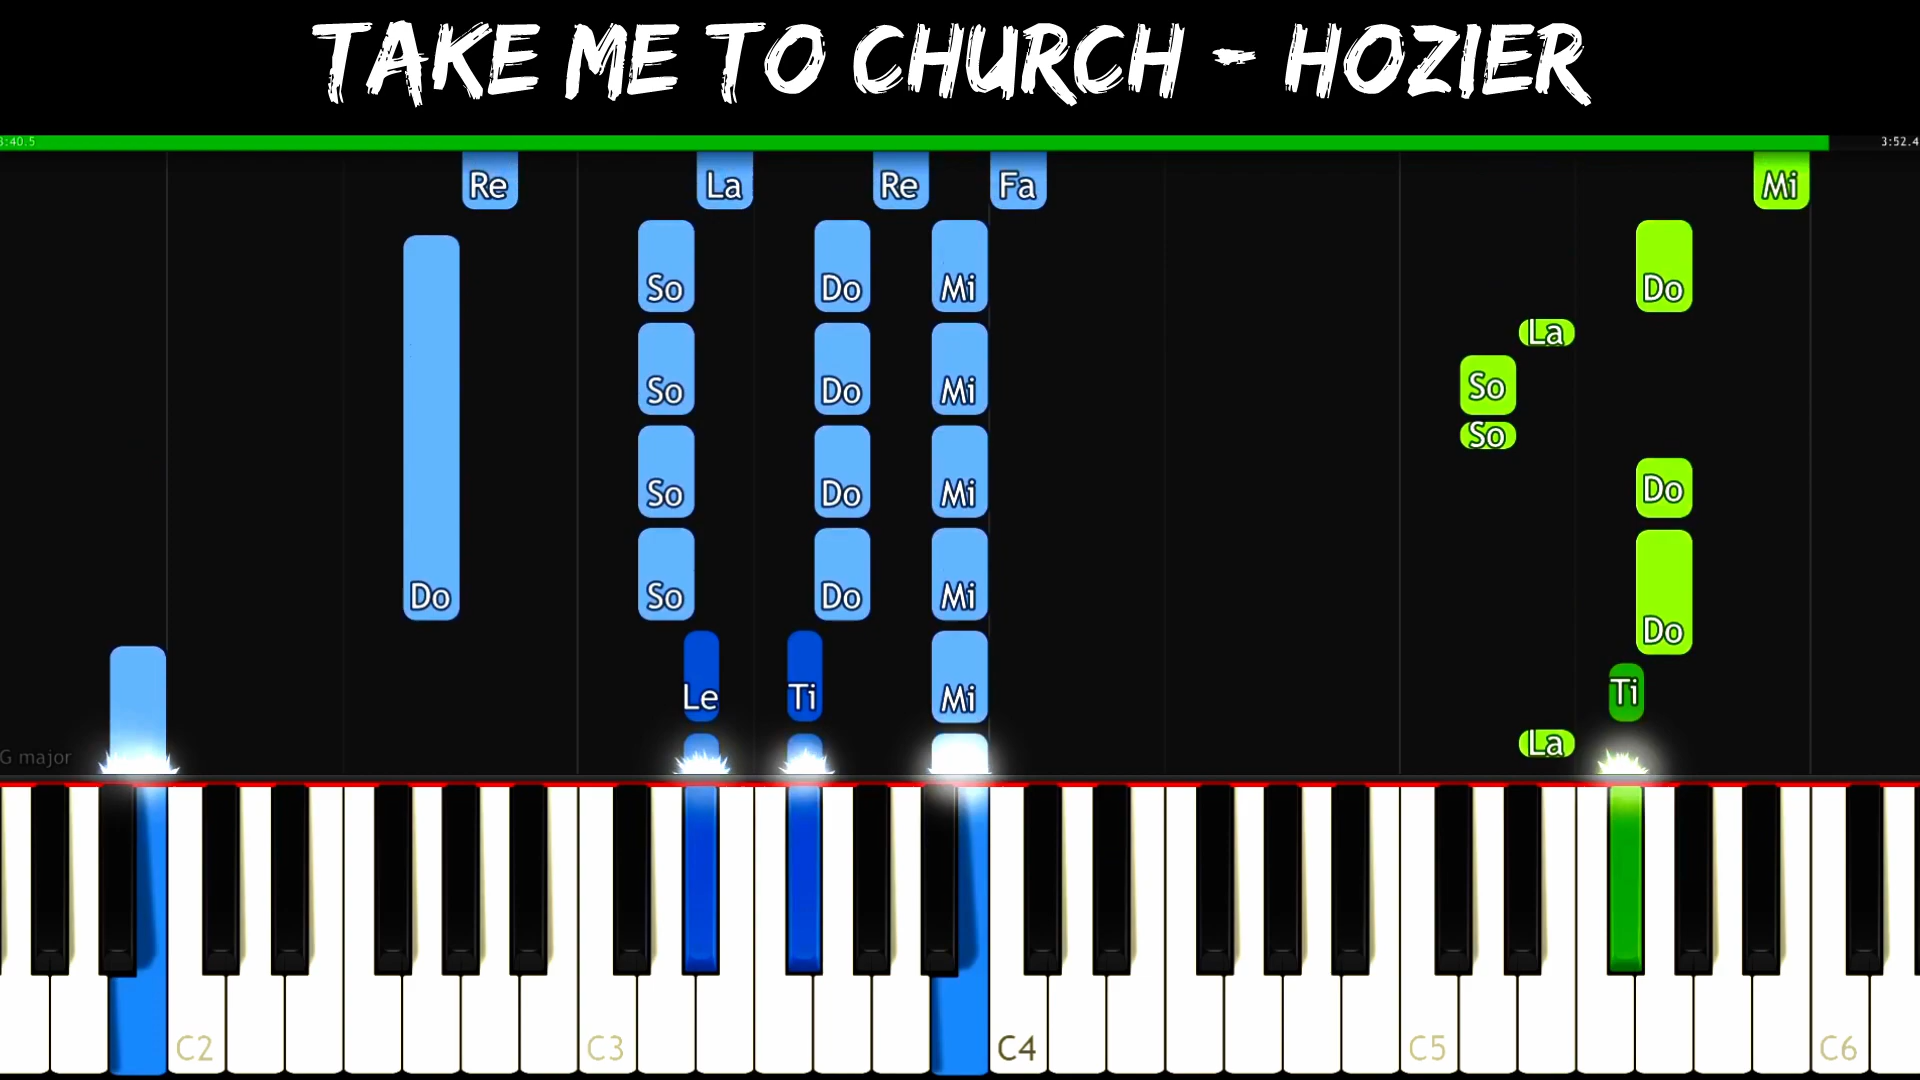 TAKE ME TO CHURCH - HOZIER
3:40.5 3:52.4
Re La Re Fa Mi
So Do Mi Do
La
So Do Mi So
So
So Do Mi Do
Do So Do Mi
Do
Le Ti Mi Ti
G major La
C2 C3 C4 C5 C6